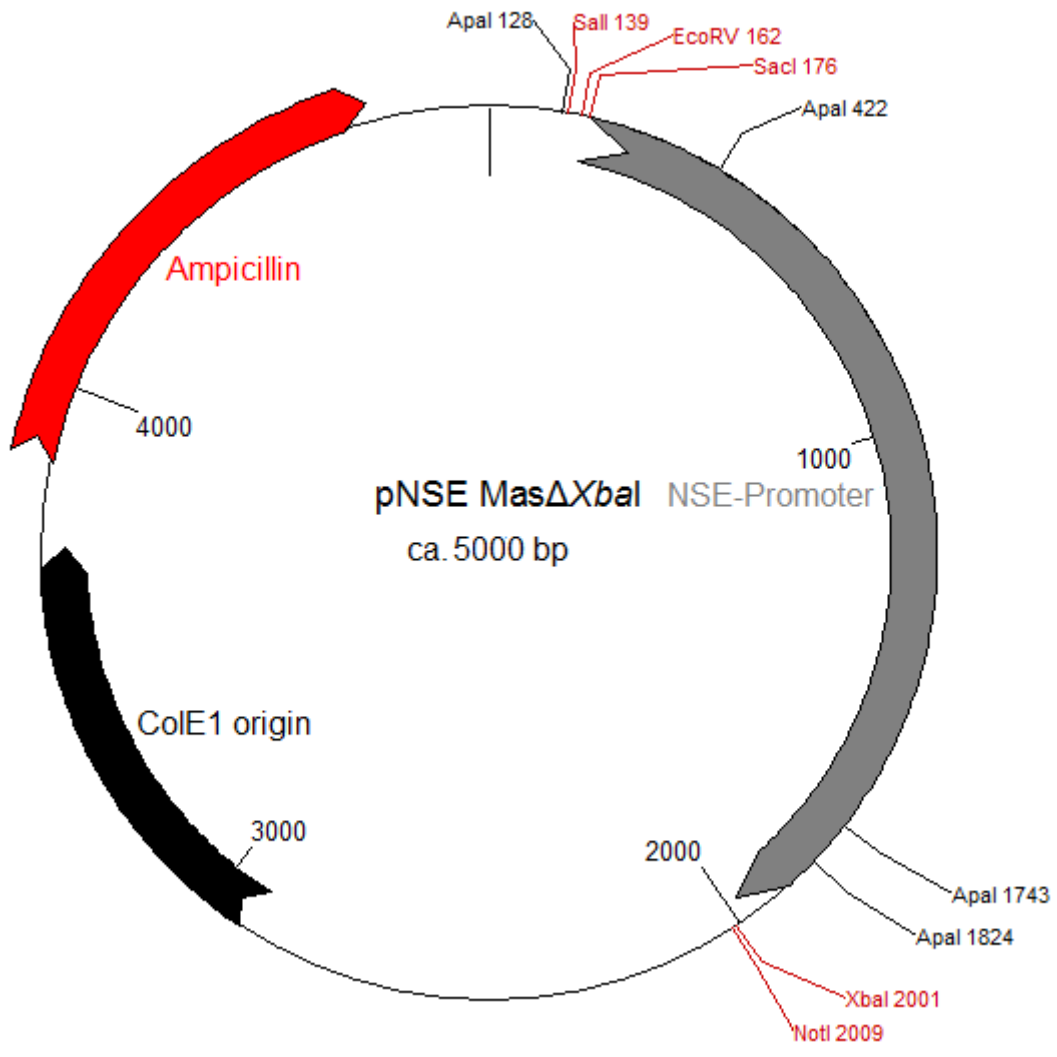 ApaI 128
SalI 139
EcoRV 162
SacI 176
ApaI 422
Ampicillin
4000
1000
pNSE MasΔXbaI
NSE-Promoter
ca. 5000 bp
ColE1 origin
3000
2000
ApaI 1743
ApaI 1824
XbaI 2001
NotI 2009